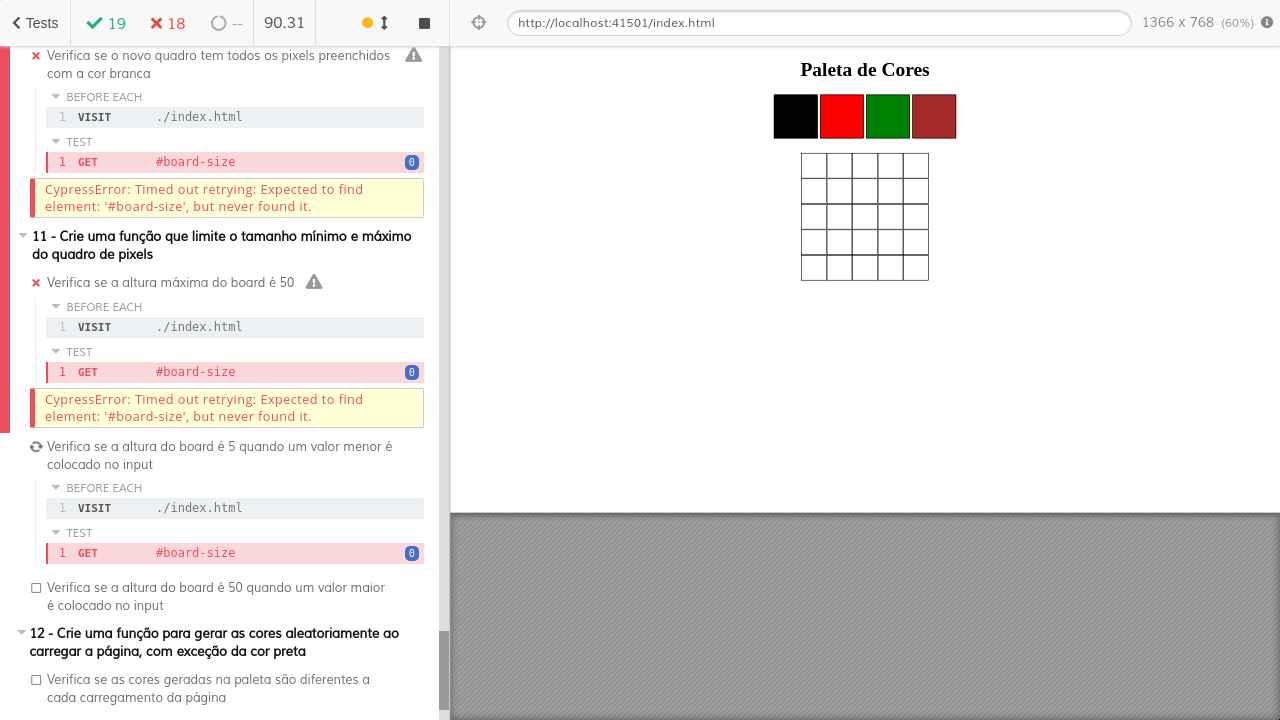 Tests 19 18 -- 90.31
http://localhost:41501/index.html 1366 x 768 (60%)
Verifica se o novo quadro tem todos os pixels preenchidos
com a cor branca
BEFORE EACH
1 VISIT ./index.html
TEST
1 GET #board-size 0
CypressError: Timed out retrying: Expected to find
element: '#board-size', but never found it.
11 - Crie uma função que limite o tamanho mínimo e máximo
do quadro de pixels
Verifica se a altura máxima do board é 50
BEFORE EACH
1 VISIT ./index.html
TEST
1 GET #board-size 0
CypressError: Timed out retrying: Expected to find
element: '#board-size', but never found it.
Verifica se a altura do board é 5 quando um valor menor é
colocado no input
BEFORE EACH
1 VISIT ./index.html
TEST
1 GET #board-size 0
Verifica se a altura do board é 50 quando um valor maior
é colocado no input
12 - Crie uma função para gerar as cores aleatoriamente ao
carregar a página, com exceção da cor preta
Verifica se as cores geradas na paleta são diferentes a
cada carregamento da página
Paleta de Cores